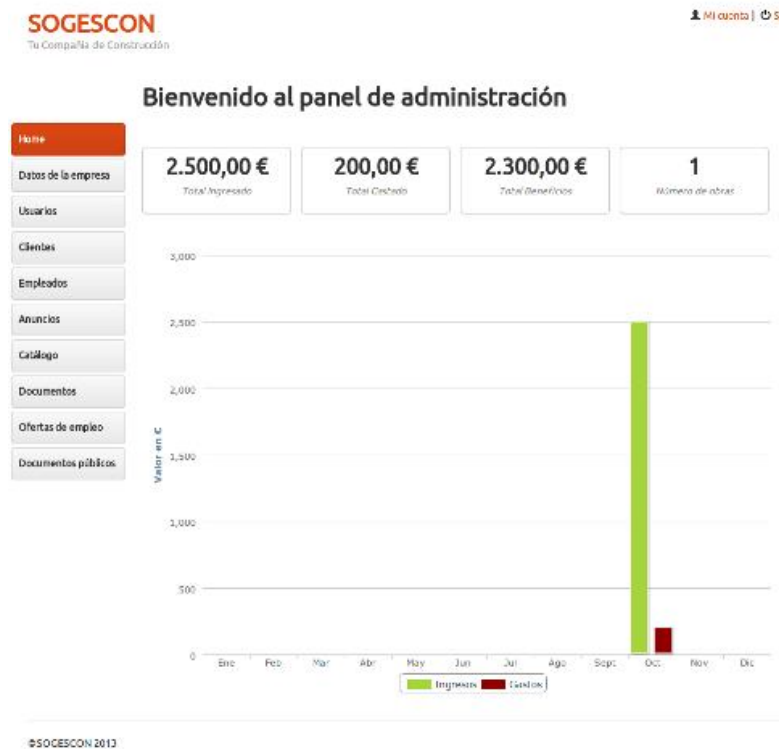 SOGESCON
Mi cuenta | S
Tu Compañía de Construcción
Bienvenido al panel de administración
Home
Datos de la empresa
Usuarios
Clientes
Empleados
Anuncios
Catálogo
Documentos
Ofertas de empleo
Documentos públicos
2.500,00 € 200,00 € 2.300,00 € 1
Total Ingresado Total Gastado Total Beneficios Número de obras
3,000
2,500
2,000
1,500
1,000
500
0
Valor en €
Ene Feb Mar Abr May Jun Jul Ago Sept Oct Nov Dic
Ingresos Gastos
©SOGESCON 2013